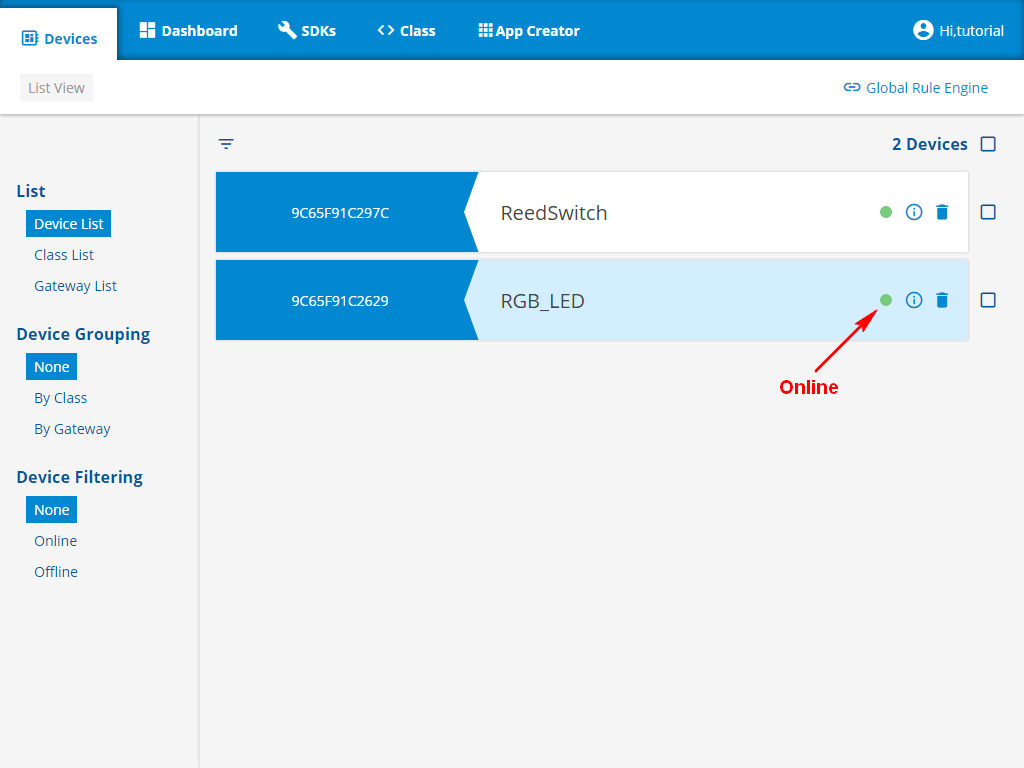 Devices
Dashboard
SDKs
Class
App Creator
Hi,tutorial
List View
Global Rule Engine
2 Devices
List
Device List
Class List
Gateway List
Device Grouping
None
By Class
By Gateway
Device Filtering
None
Online
Offline
9C65F91C297C
ReedSwitch
9C65F91C2629
RGB_LED
Online